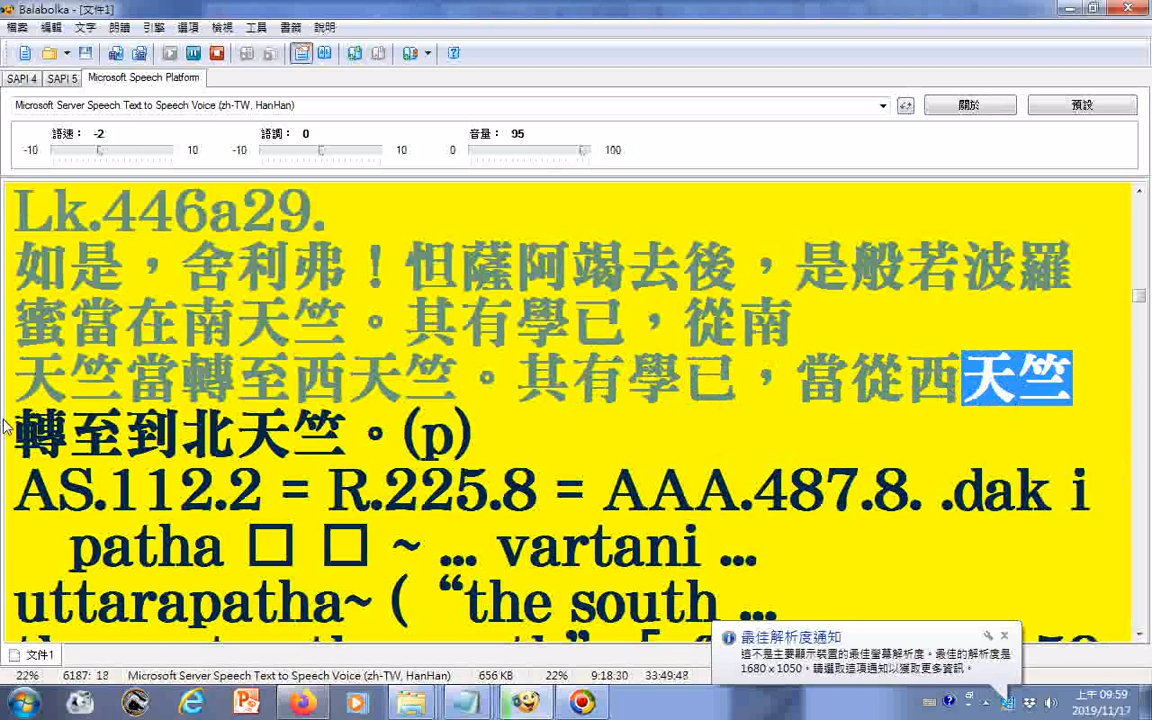 Balabolka - [文件1]
檔案 編輯 文字 朗讀 引擎 選項 檢視 工具 書籤 說明
SAPI 4 SAPI 5 Microsoft Speech Platform
Microsoft Server Speech Text to Speech Voice (zh-TW, HanHan) 關於 預設
語速： -2 語調： 0 音量： 95
-10 10 -10 10 0 100
Lk.446a29.
如是，舍利弗！怛薩阿竭去後，是般若波羅
蜜當在南天竺。其有學已，從南
天竺當轉至西天竺。其有學已，當從西天竺
轉至到北天竺。(p)
AS.112.2 = R.225.8 = AAA.487.8. .dak i
patha □ □ ~ ... vartani ...
uttarapatha~ ( “the south ...
最佳解析度通知
這不是主要顯示裝置的最佳螢幕解析度。最佳的解析度是
1680 x 1050。請選取這項通知以獲取更多資訊。
文件1
22% 6187: 18 Microsoft Server Speech Text to Speech Voice (zh-TW, HanHan) 656 KB 22% 9:18:30 33:49:48
上午 09:59
2019/11/17